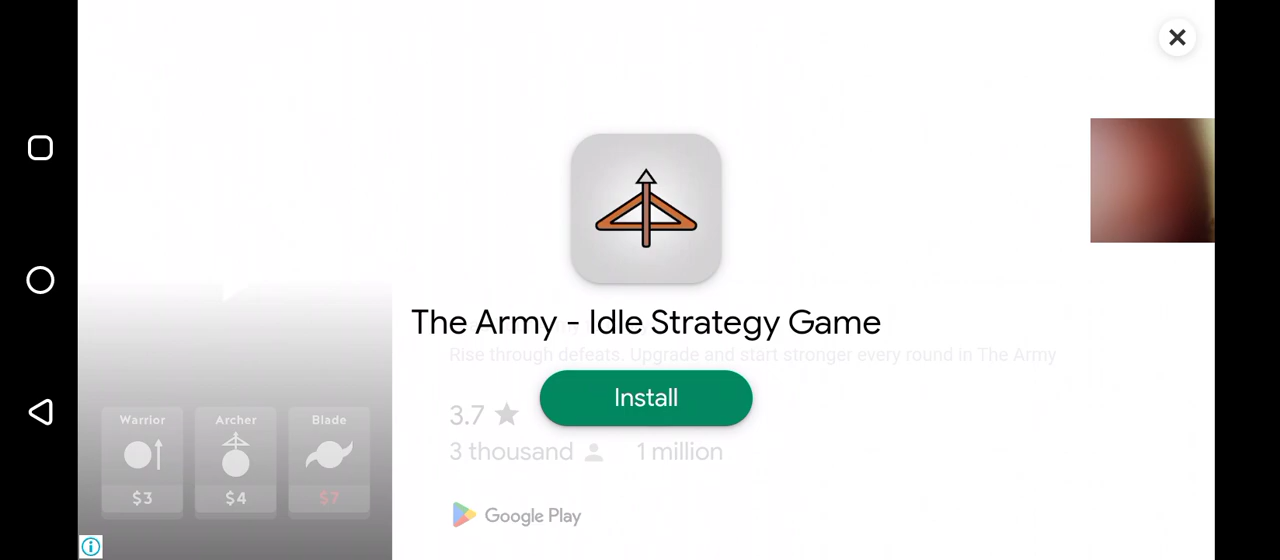 The Army - Idle Strategy Game
Rise through defeats. Upgrade and start stronger every round in The Army
Install
3.7
3 thousand 1 million
Warrior Archer Blade
$3 $4 $7
Google Play